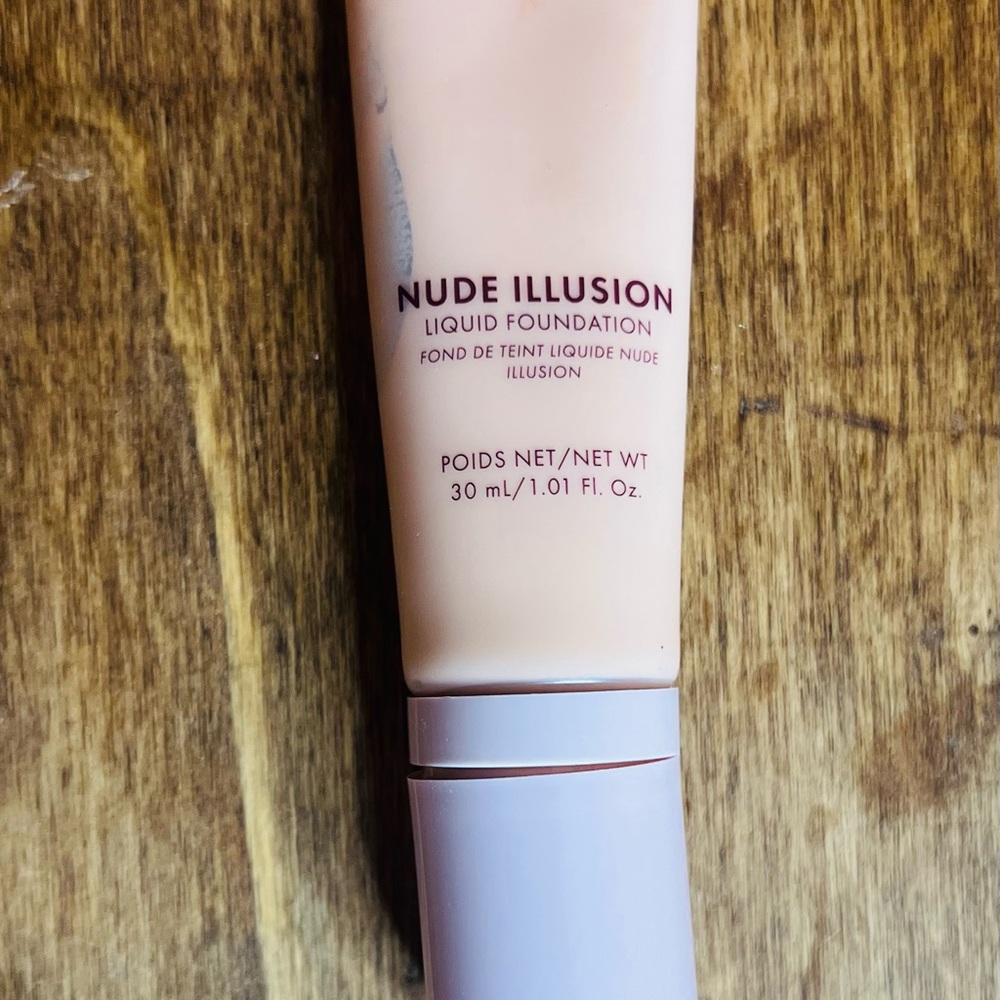 NUDE ILLUSION
LIQUID FOUNDATION
FOND DE TEINT LIQUIDE NUDE
ILLUSION
POIDS NET/NET WT
30 mL/1.01 Fl. Oz.